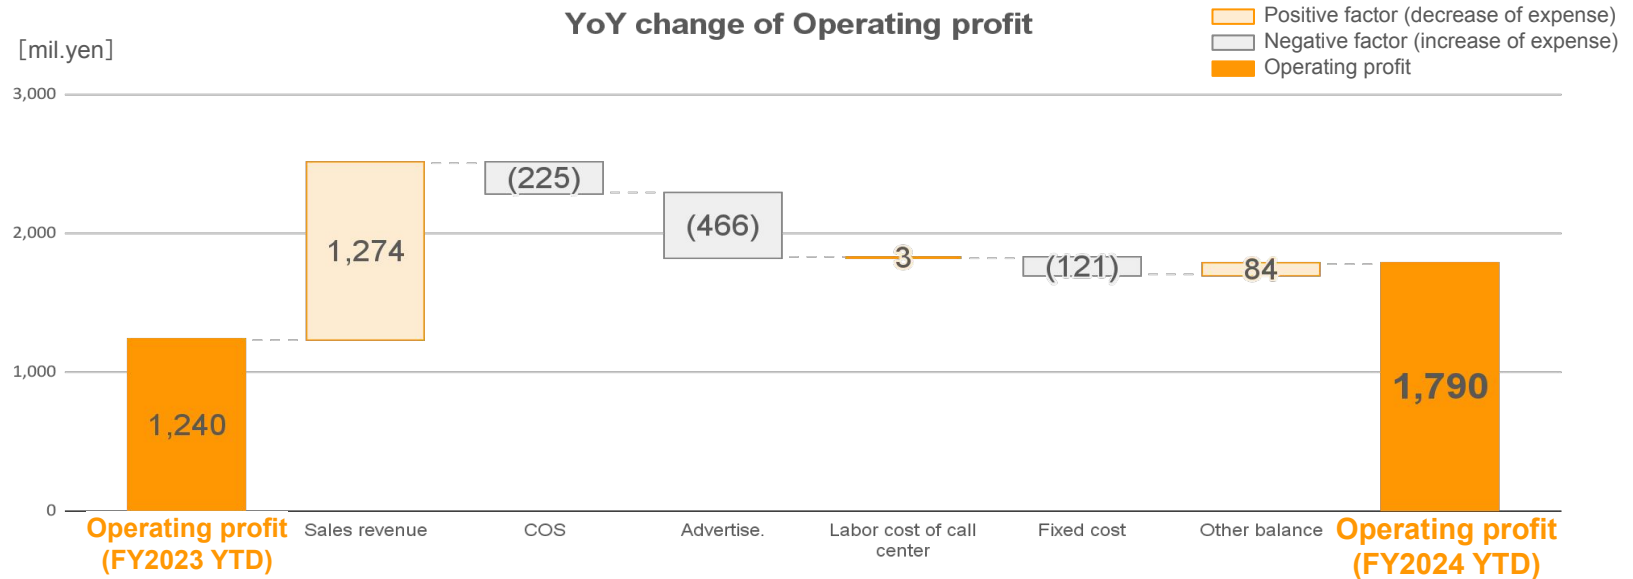 YoY change of Operating profit
[mil.yen]
Positive factor (decrease of expense)
Negative factor (increase of expense)
Operating profit
3,000
2,000
1,000
0
1,240
1,274
(225)
(466)
3
(121)
84
1,790
Operating profit
(FY2023 YTD)
Sales revenue
COS
Advertise.
Labor cost of call
center
Fixed cost
Other balance
Operating profit
(FY2024 YTD)